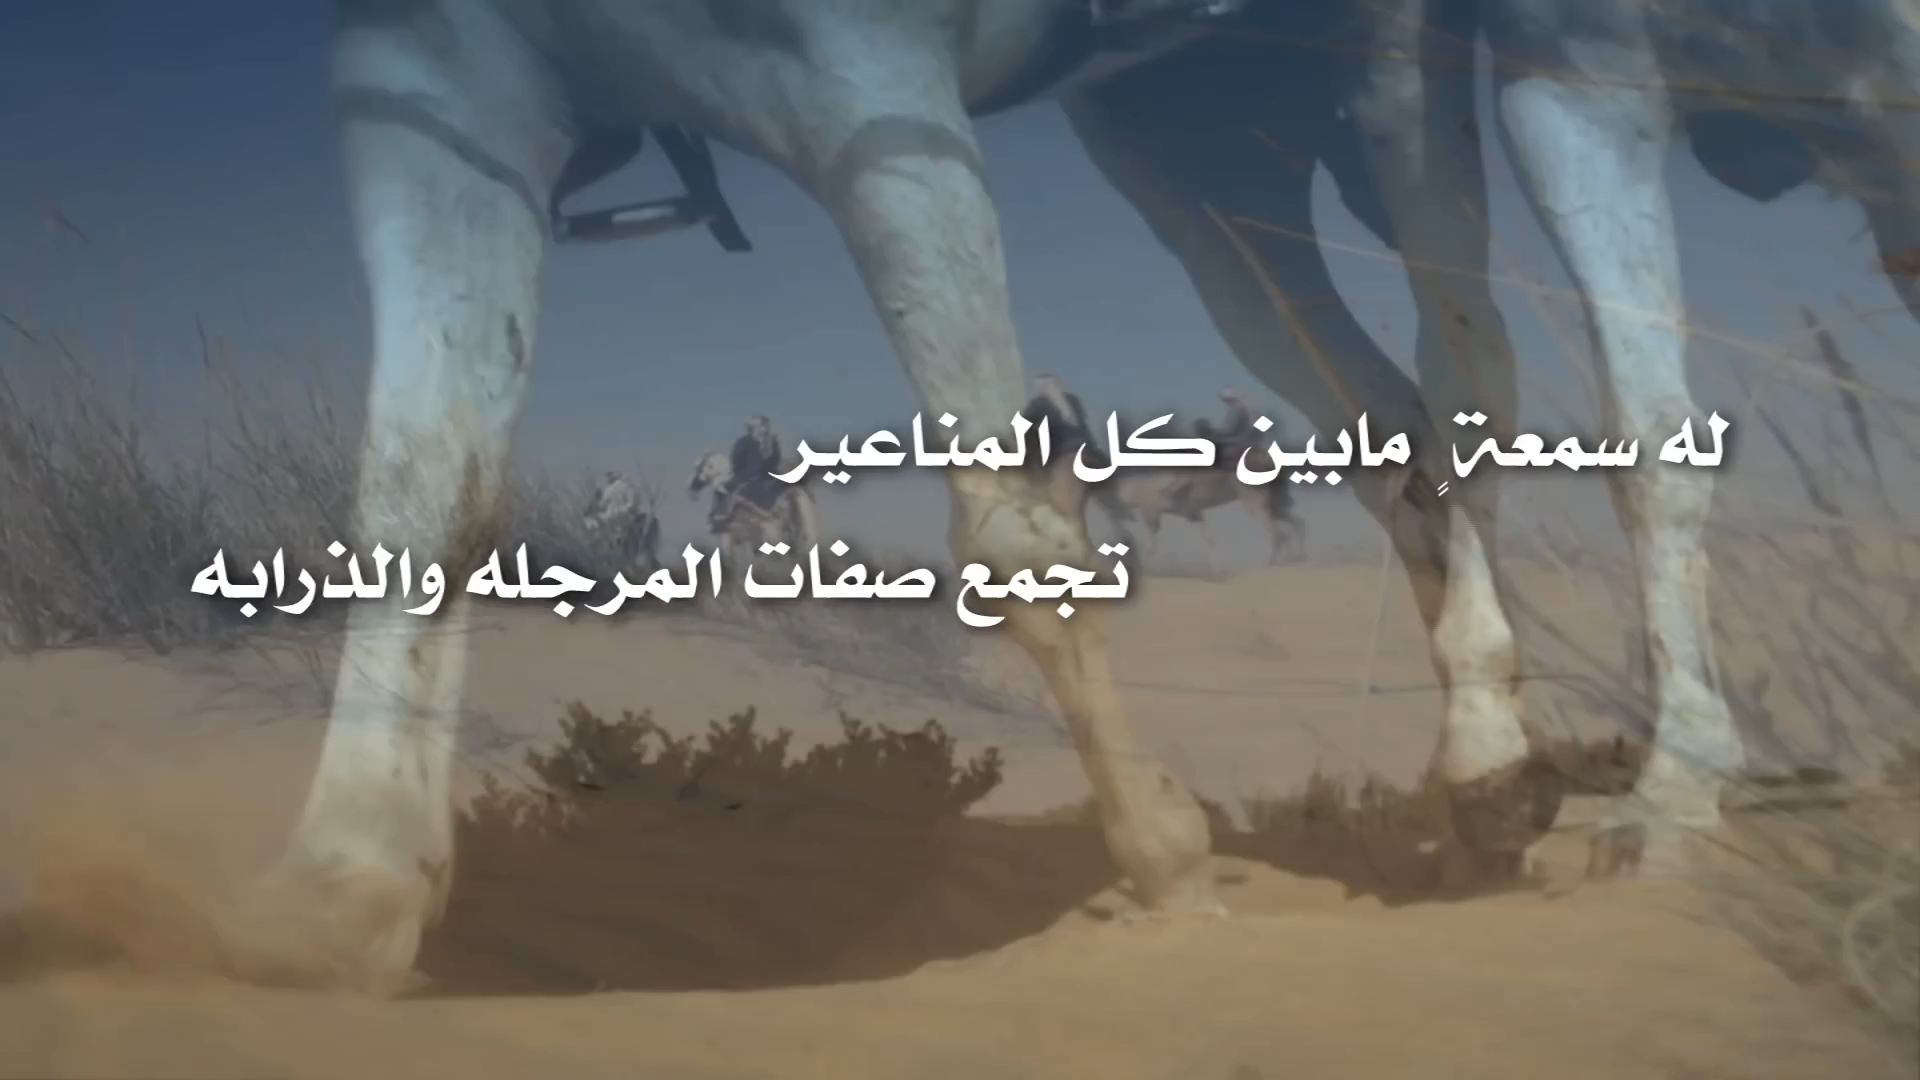 له سمعةٍ مابين كل المناعير
تجمع صفات المرجله والذرابه